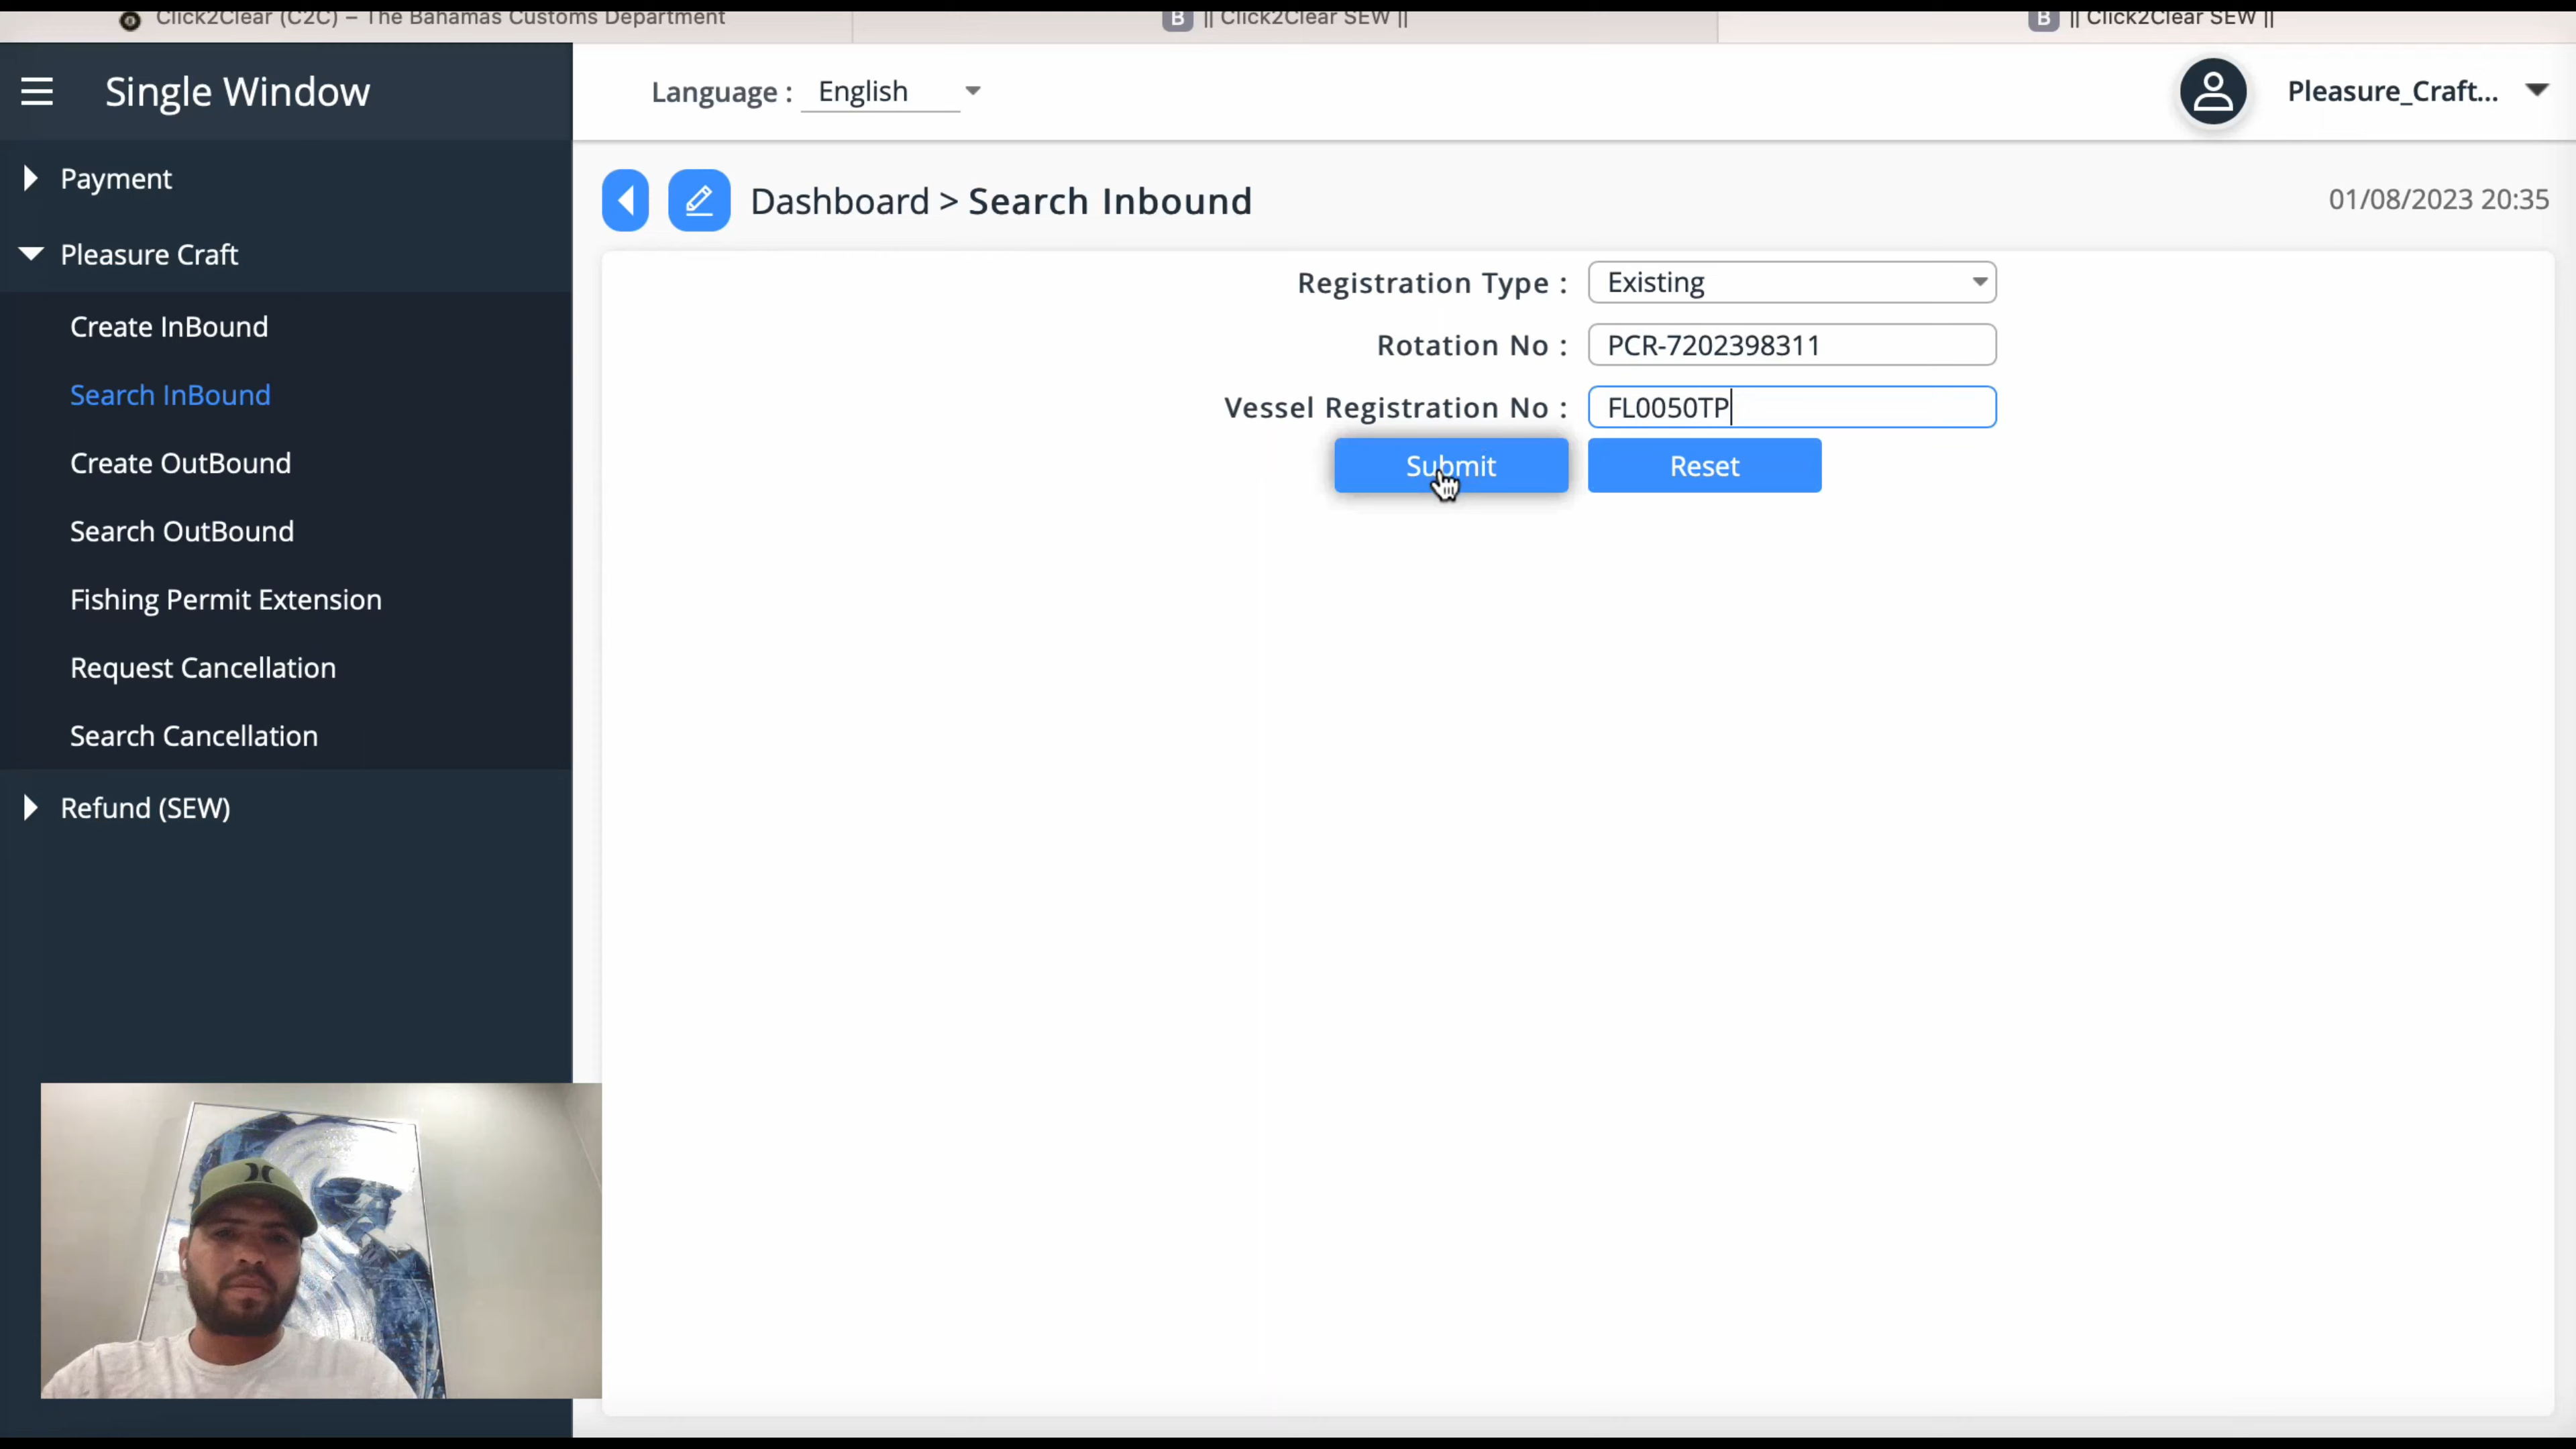 Click2Clear (C2C) – The Bahamas Customs Department
B || Click2Clear SEW ||
B || Click2Clear SEW ||
Single Window
Language : English
Pleasure_Craft...
Payment
Pleasure Craft
Create InBound
Search InBound
Create OutBound
Search OutBound
Fishing Permit Extension
Request Cancellation
Search Cancellation
Refund (SEW)
Dashboard > Search Inbound
01/08/2023 20:35
Registration Type : Existing
Rotation No : PCR-7202398311
Vessel Registration No : FL0050TP
Submit
Reset